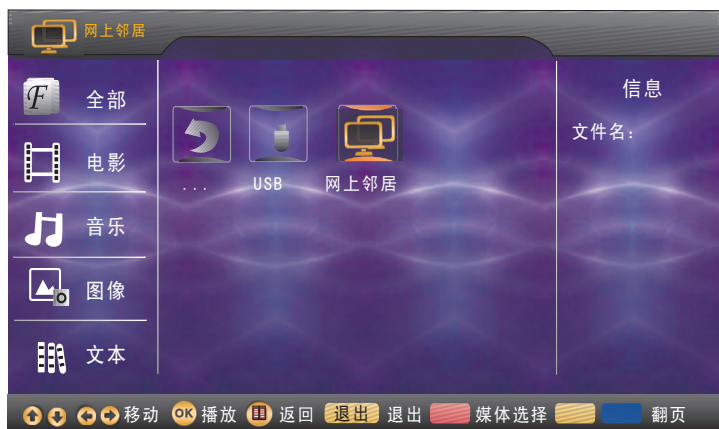 网上邻居
F 全部
电影
音乐
图像
文本
...
USB
网上邻居
信息
文件名：
移动 OK 播放 返回 退出 退出 媒体选择 翻页